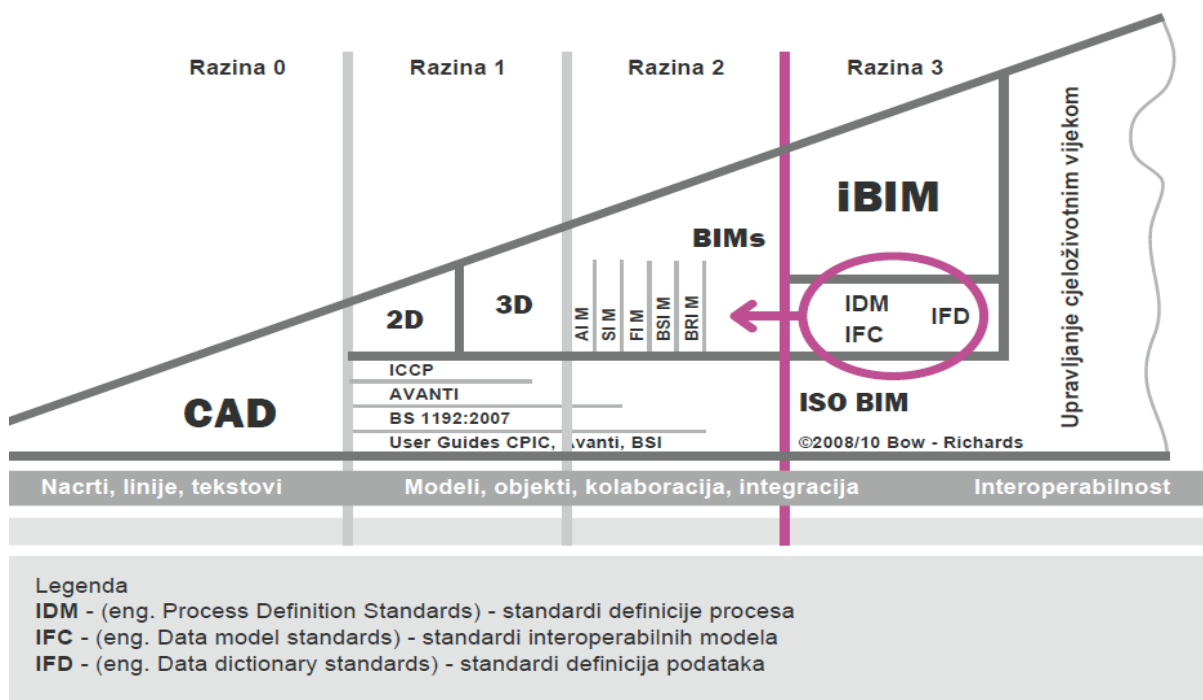 Razina 0
Razina 1
Razina 2
Razina 3
iBIM
BIMs
2D
3D
AI M
SI M
FI M
BSI M
BRI M
IDM
IFD
IFC
Upravljanje cjeloživotnim vijekom
ICCP
AVANTI
CAD
BS 1192:2007
ISO BIM
User Guides CPIC, Avanti, BSI
©2008/10 Bow - Richards
Nacrti, linije, tekstovi
Modeli, objekti, kolaboracija, integracija
Interoperabilnost
Legenda
IDM - (eng. Process Definition Standards) - standardi definicije procesa
IFC - (eng. Data model standards) - standardi interoperabilnih modela
IFD - (eng. Data dictionary standards) - standardi definicija podataka